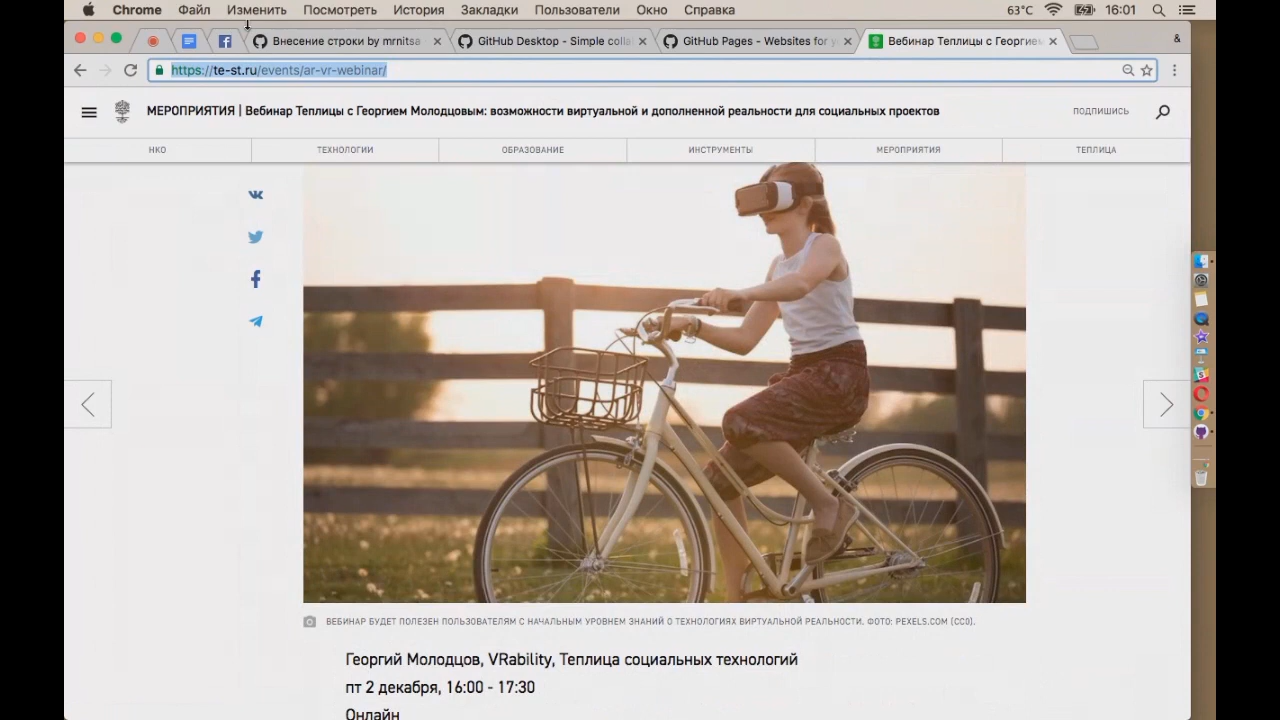 Chrome Файл Изменить Посмотреть История Закладки Пользователи Окно Справка 63°C 16:01
Внесение строки by mrnitsa GitHub Desktop - Simple colla GitHub Pages - Websites for y Вебинар Теплицы с Георгием &
https://te-st.ru/events/ar-vr-webinar/
МЕРОПРИЯТИЯ | Вебинар Теплицы с Георгием Молодцовым: возможности виртуальной и дополненной реальности для социальных проектов ПОДПИШИСЬ
НКО ТЕХНОЛОГИИ ОБРАЗОВАНИЕ ИНСТРУМЕНТЫ МЕРОПРИЯТИЯ ТЕПЛИЦА
ВЕБИНАР БУДЕТ ПОЛЕЗЕН ПОЛЬЗОВАТЕЛЯМ С НАЧАЛЬНЫМ УРОВНЕМ ЗНАНИЙ О ТЕХНОЛОГИЯХ ВИРТУАЛЬНОЙ РЕАЛЬНОСТИ. ФОТО: PEXELS.COM (CC0).
Георгий Молодцов, VRability, Теплица социальных технологий
пт 2 декабря, 16:00 - 17:30
Онлайн